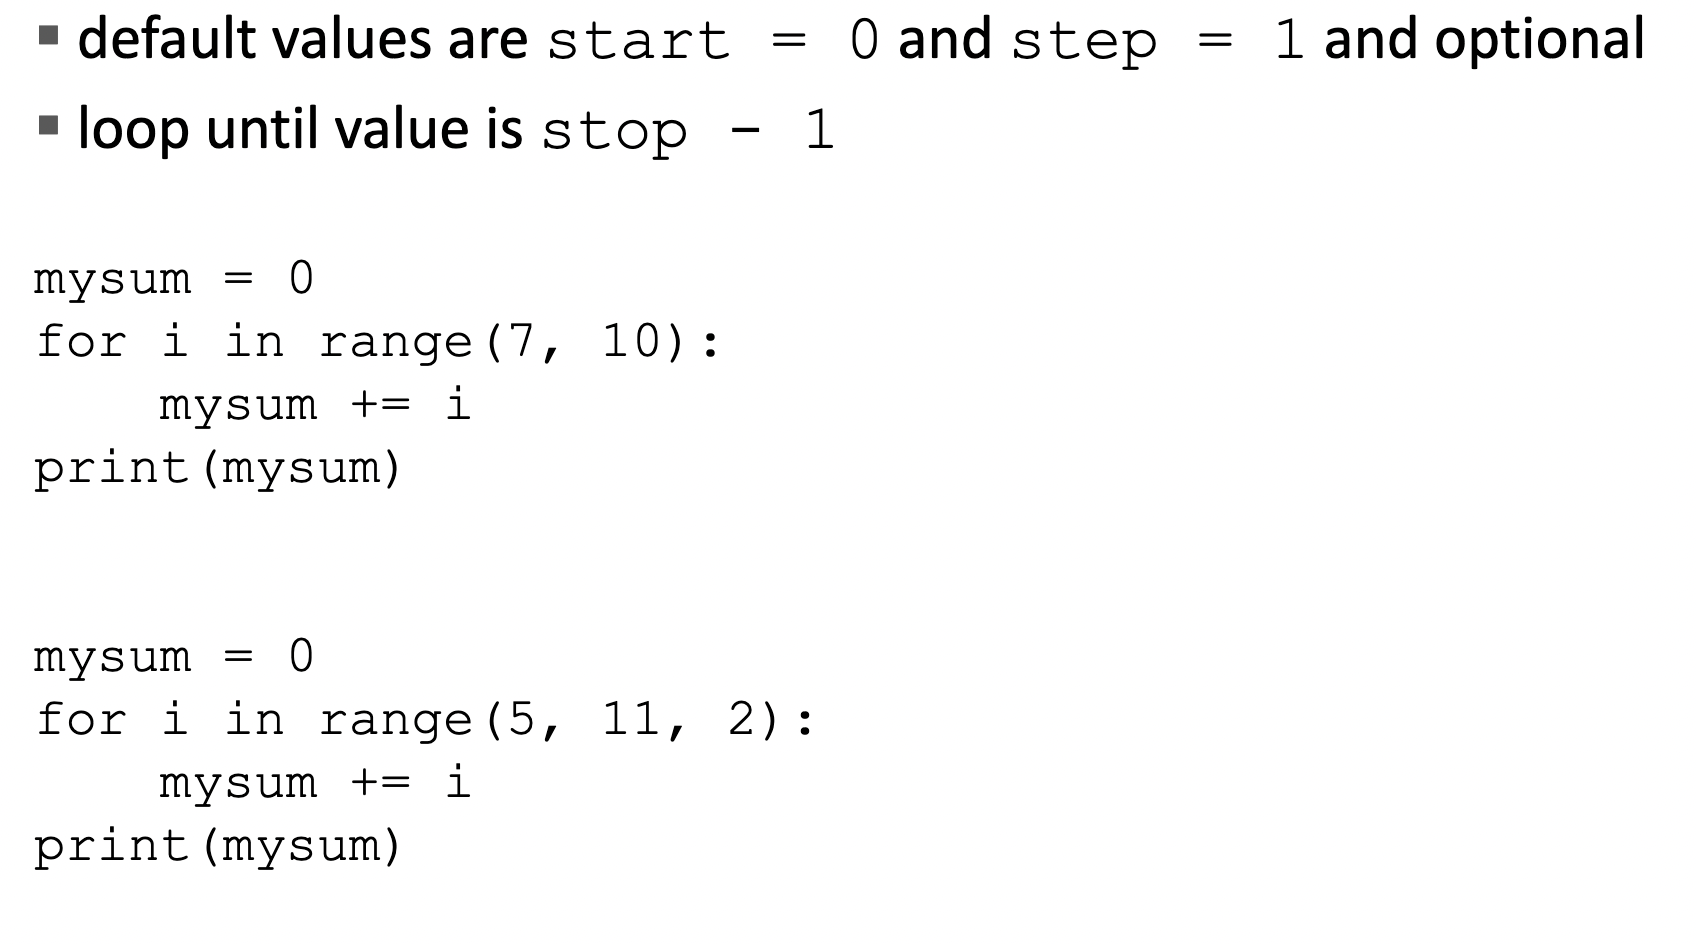 ▪ default values are start = 0 and step = 1 and optional
▪ loop until value is stop - 1
mysum = 0
for i in range(7, 10):
    mysum += i
print(mysum)
mysum = 0
for i in range(5, 11, 2):
    mysum += i
print(mysum)